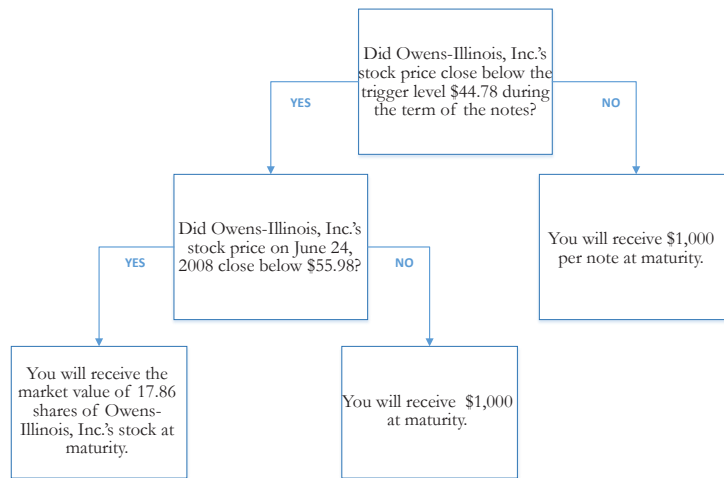 Did Owens-Illinois, Inc.'s
stock price close below the
trigger level $44.78 during
the term of the notes?
YES
NO
Did Owens-Illinois, Inc.'s
stock price on June 24,
2008 close below $55.98?
You will receive $1,000
per note at maturity.
YES
NO
You will receive the
market value of 17.86
shares of Owens-
Illinois, Inc.'s stock at
maturity.
You will receive $1,000
at maturity.